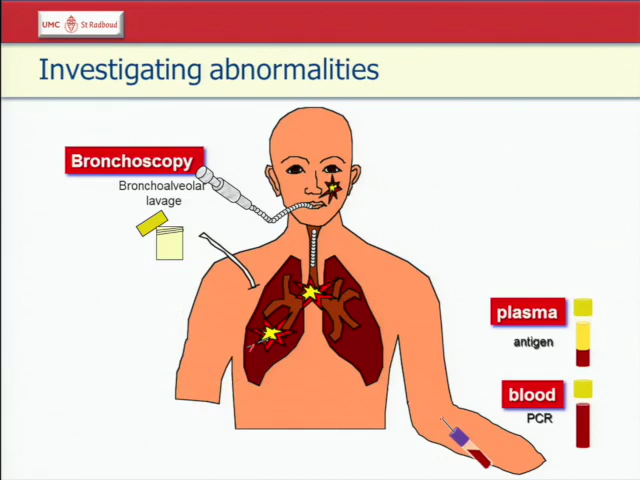 UMC St Radboud
Investigating abnormalities
Bronchoscopy
Bronchoalveolar
lavage
plasma
antigen
blood
PCR